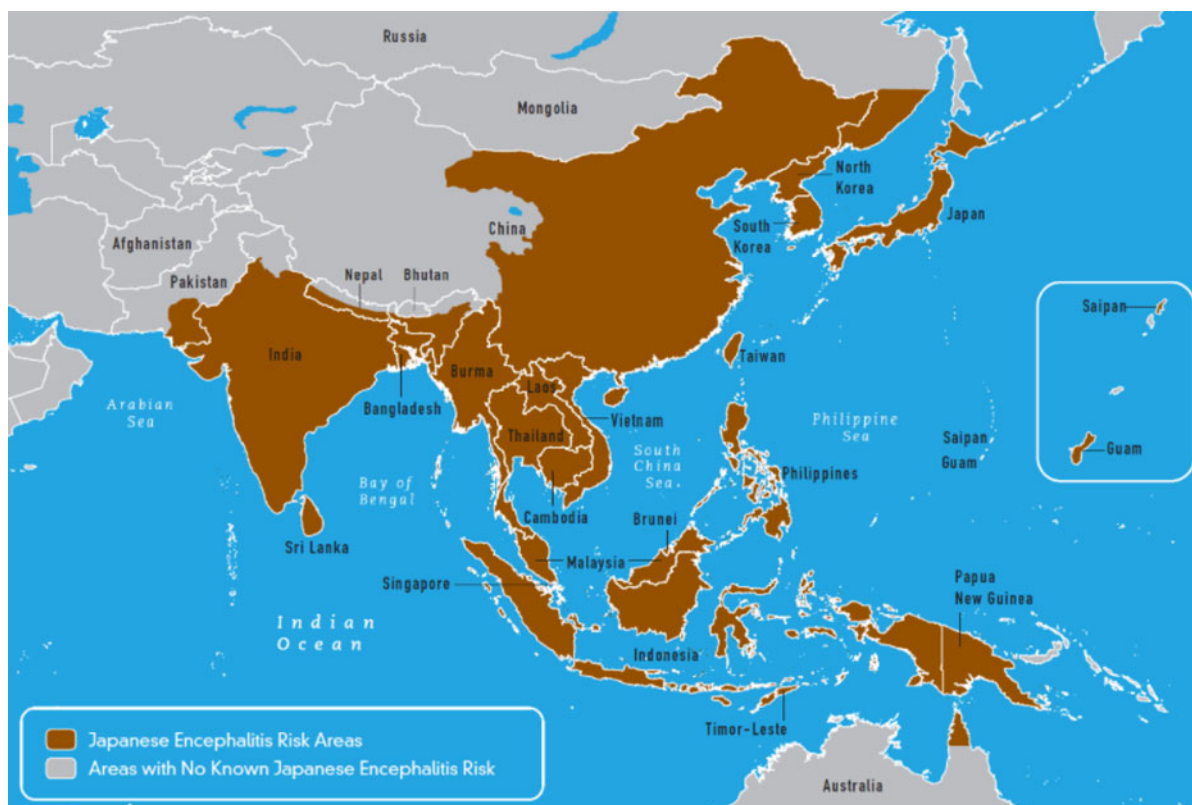 Russia
Mongolia
North
Korea
China
Japan
South
Korea
Afghanistan
Nepal
Bhutan
Pakistan
Saipan
India
Taiwan
Burma
Laos
Arabian
Sea
Bangladesh
Vietnam
Philippine
Sea
Thailand
Saipan
Guam
Guam
South
China
Sea
Bay of
Bengal
Philippines
Cambodia
Brunei
Sri Lanka
Malaysia
Singapore
Papua
New Guinea
Indian
Ocean
Indonesia
Timor-Leste
Japanese Encephalitis Risk Areas
Areas with No Known Japanese Encephalitis Risk
Australia